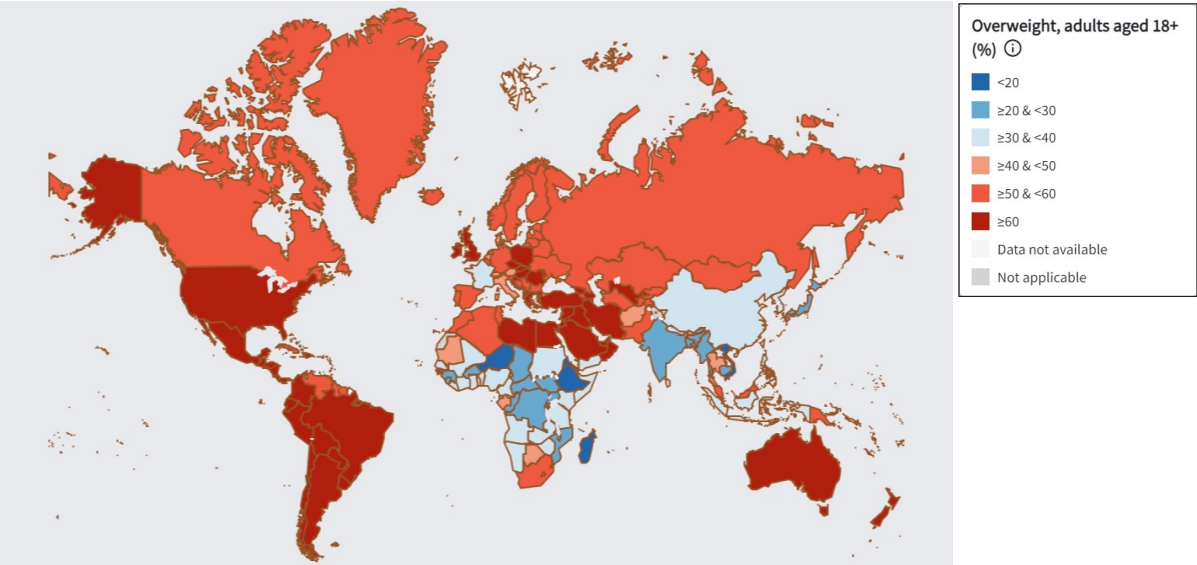 Overweight, adults aged 18+
(%)
<20
≥20 & <30
≥30 & <40
≥40 & <50
≥50 & <60
≥60
Data not available
Not applicable